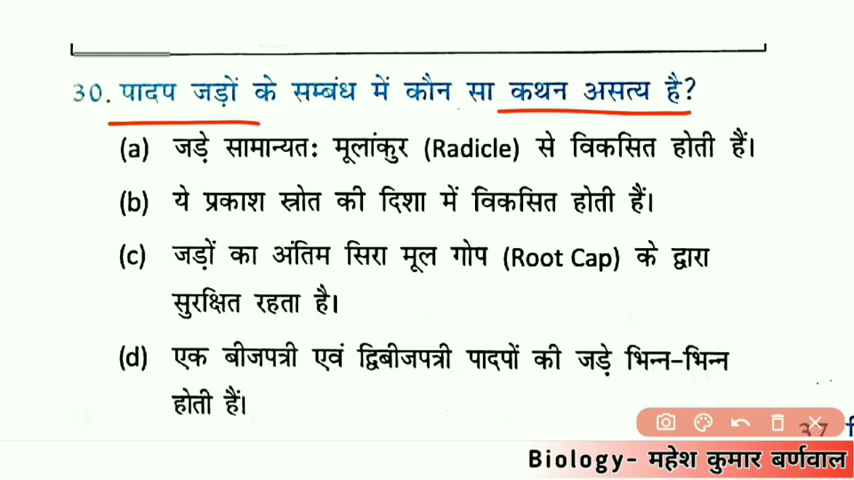 30. पादप जड़ों के सम्बंध में कौन सा कथन असत्य है?
(a) जड़े सामान्यतः मूलांकुर (Radicle) से विकसित होती हैं।
(b) ये प्रकाश स्रोत की दिशा में विकसित होती हैं।
(c) जड़ों का अंतिम सिरा मूल गोप (Root Cap) के द्वारा
सुरक्षित रहता है।
(d) एक बीजपत्री एवं द्विबीजपत्री पादपों की जड़े भिन्न-भिन्न
होती हैं।
37
Biology- महेश कुमार बर्णवाल